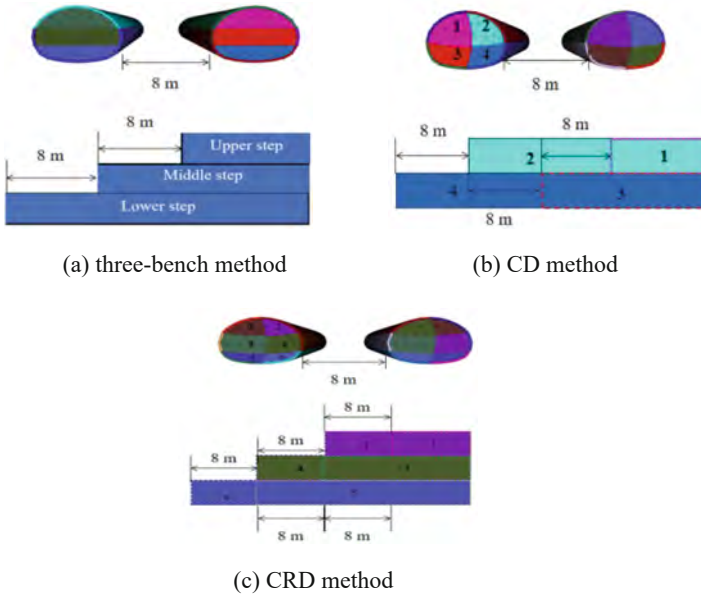 8 m
8 m
8 m
Upper step
Middle step
Lower step
(a) three-bench method
1 2
3 4
8 m
8 m 8 m
2 1
4 3
8 m
(b) CD method
8 m
8 m
8 m
8 m
8 m 8 m
(c) CRD method